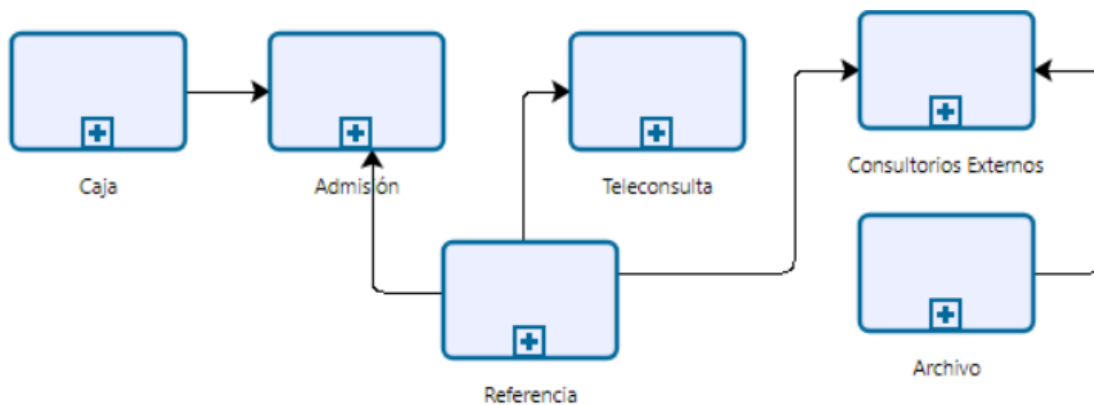 Caja
Admisión
Teleconsulta
Consultorios Externos
Referencia
Archivo